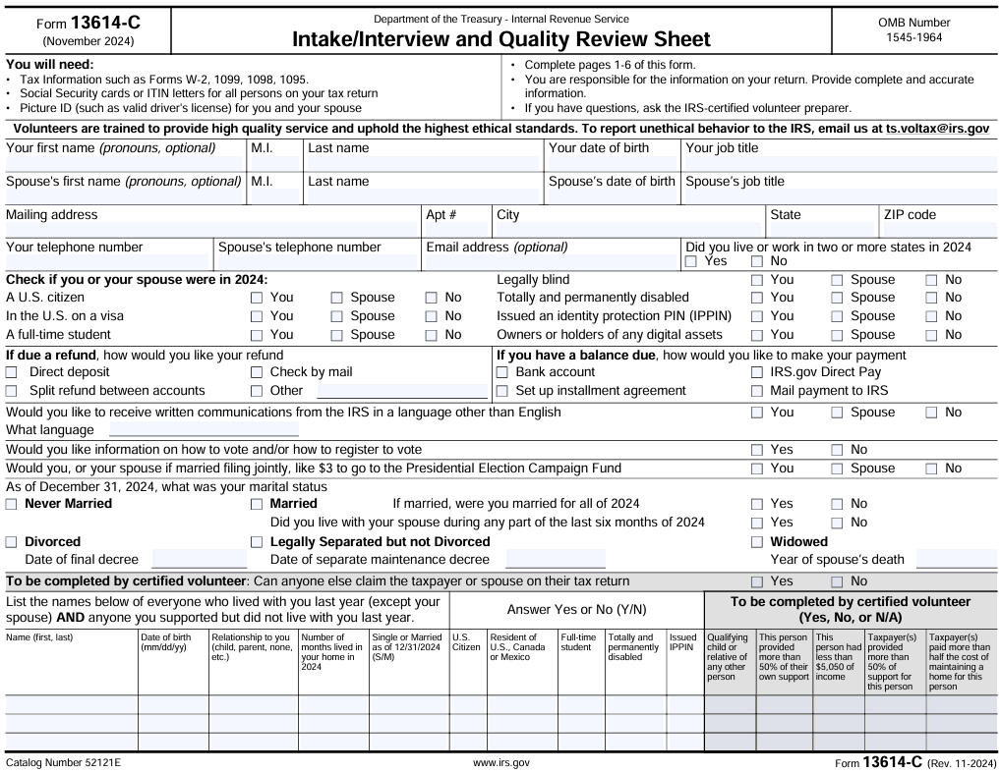 Form 13614-C
(November 2024)
Department of the Treasury - Internal Revenue Service
Intake/Interview and Quality Review Sheet
OMB Number
1545-1964
You will need:
• Tax Information such as Forms W-2, 1099, 1098, 1095.
• Social Security cards or ITIN letters for all persons on your tax return
• Picture ID (such as valid driver's license) for you and your spouse
• Complete pages 1-6 of this form.
• You are responsible for the information on your return. Provide complete and accurate
information.
• If you have questions, ask the IRS-certified volunteer preparer.
Volunteers are trained to provide high quality service and uphold the highest ethical standards. To report unethical behavior to the IRS, email us at ts.voltax@irs.gov
Your first name (pronouns, optional) M.I. Last name Your date of birth Your job title
Spouse's first name (pronouns, optional) M.I. Last name Spouse's date of birth Spouse's job title
Mailing address Apt # City State ZIP code
Your telephone number Spouse's telephone number Email address (optional) Did you live or work in two or more states in 2024
Yes No
Check if you or your spouse were in 2024: Legally blind You Spouse No
A U.S. citizen You Spouse No Totally and permanently disabled You Spouse No
In the U.S. on a visa You Spouse No Issued an identity protection PIN (IPPIN) You Spouse No
A full-time student You Spouse No Owners or holders of any digital assets You Spouse No
If due a refund, how would you like your refund If you have a balance due, how would you like to make your payment
Direct deposit Check by mail Bank account IRS.gov Direct Pay
Split refund between accounts Other Set up installment agreement Mail payment to IRS
Would you like to receive written communications from the IRS in a language other than English You Spouse No
What language
Would you like information on how to vote and/or how to register to vote Yes No
Would you, or your spouse if married filing jointly, like $3 to go to the Presidential Election Campaign Fund You Spouse No
As of December 31, 2024, what was your marital status
Never Married Married If married, were you married for all of 2024 Yes No
Did you live with your spouse during any part of the last six months of 2024 Yes No
Divorced Legally Separated but not Divorced Widowed
Date of final decree Date of separate maintenance decree Year of spouse's death
To be completed by certified volunteer: Can anyone else claim the taxpayer or spouse on their tax return Yes No
List the names below of everyone who lived with you last year (except your
spouse) AND anyone you supported but did not live with you last year.
Answer Yes or No (Y/N)
To be completed by certified volunteer
(Yes, No, or N/A)
Name (first, last)
Date of birth
(mm/dd/yy)
Relationship to you
(child, parent, none,
etc.)
Number of
months lived in
your home in
2024
Single or Married
as of 12/31/2024
(S/M)
U.S.
Citizen
Resident of
U.S., Canada
or Mexico
Full-time
student
Totally and
permanently
disabled
Issued
IPPIN
Qualifying
child or
relative of
any other
person
This person
provided
more than
50% of their
own support
This
person had
less than
$5,050 of
income
Taxpayer(s)
provided
more than
50% of
support for
this person
Taxpayer(s)
paid more than
half the cost of
maintaining a
home for this
person
Catalog Number 52121E www.irs.gov Form 13614-C (Rev. 11-2024)